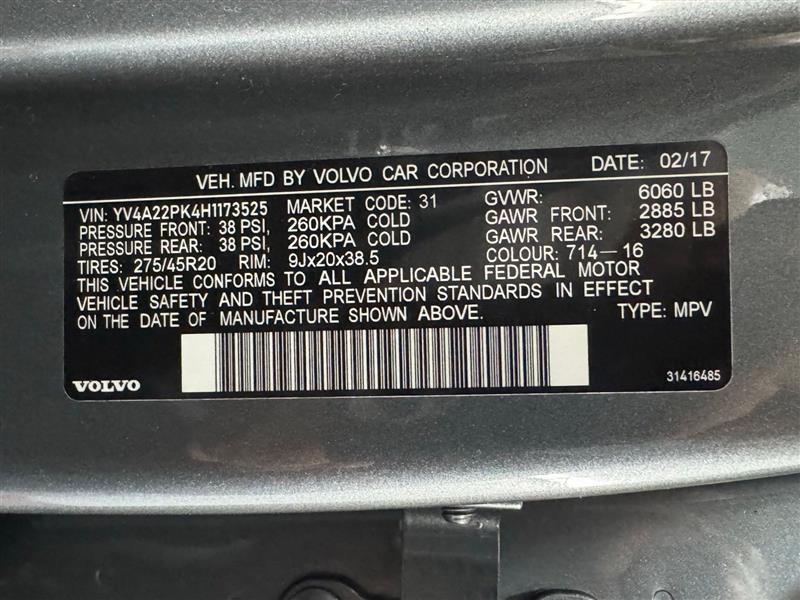 VEH. MFD BY VOLVO CAR CORPORATION DATE: 02/17
VIN: YV4A22PK4H1173525 MARKET CODE: 31 GVWR: 6060 LB
PRESSURE FRONT: 38 PSI, 260KPA COLD GAWR FRONT: 2885 LB
PRESSURE REAR: 38 PSI, 260KPA COLD GAWR REAR: 3280 LB
TIRES: 275/45R20 RIM: 9Jx20x38.5 COLOUR: 714-16
THIS VEHICLE CONFORMS TO ALL APPLICABLE FEDERAL MOTOR
VEHICLE SAFETY AND THEFT PREVENTION STANDARDS IN EFFECT
ON THE DATE OF MANUFACTURE SHOWN ABOVE. TYPE: MPV
VOLVO 31416485